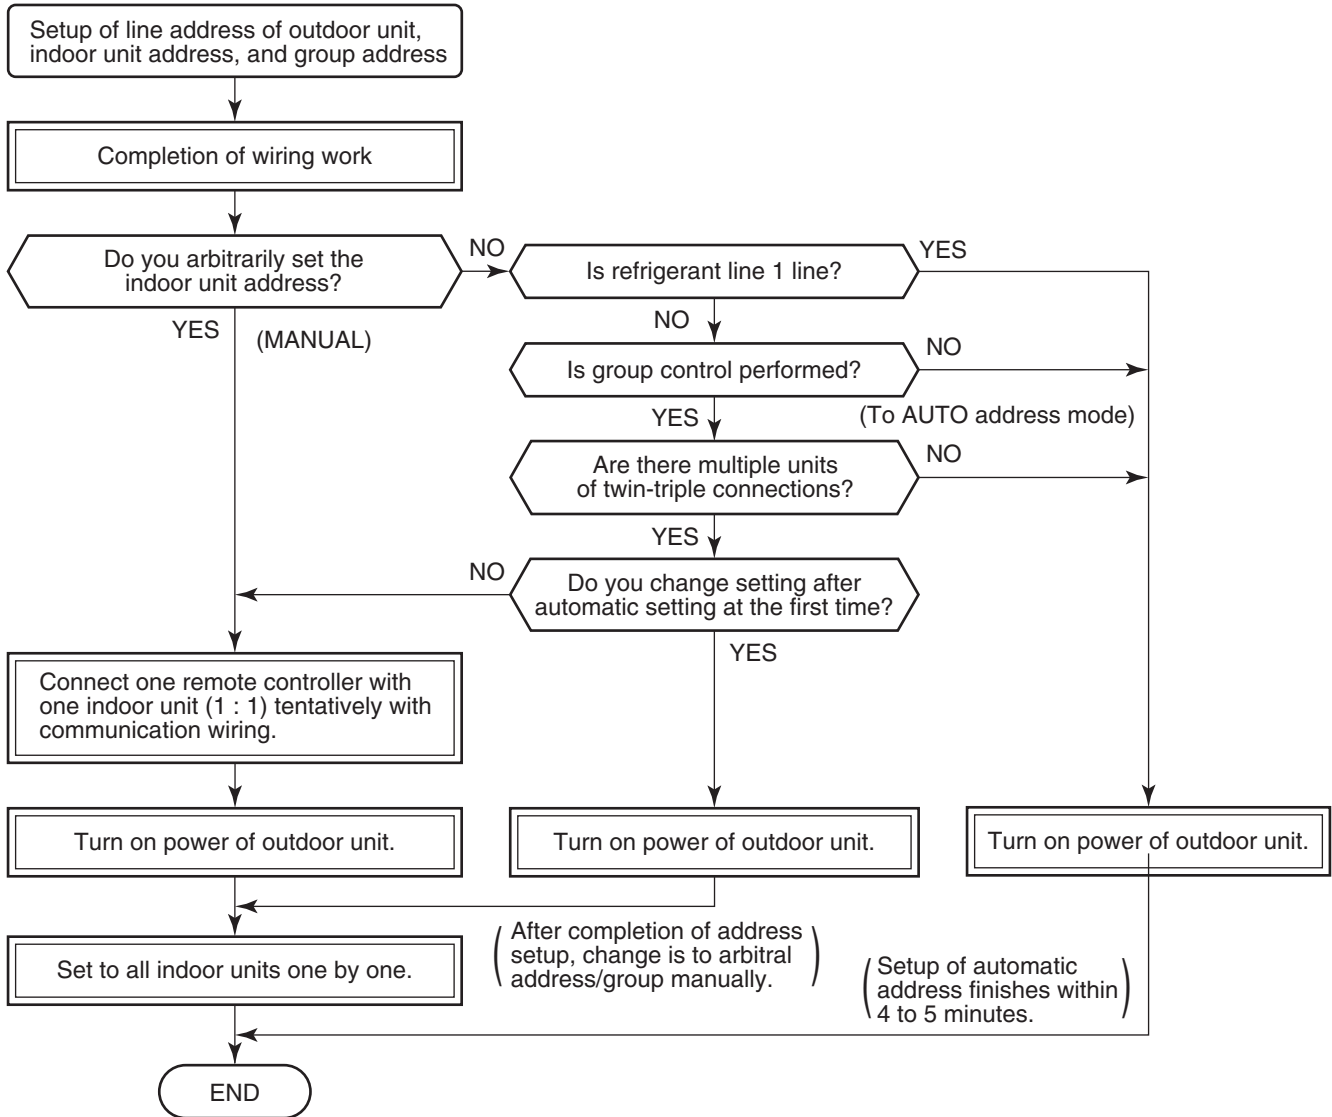 Setup of line address of outdoor unit,
indoor unit address, and group address
Completion of wiring work
Do you arbitrarily set the
indoor unit address?
NO
Is refrigerant line 1 line?
YES
YES
(MANUAL)
NO
Is group control performed?
NO
YES
(To AUTO address mode)
Are there multiple units
of twin-triple connections?
NO
YES
NO
Do you change setting after
automatic setting at the first time?
YES
Connect one remote controller with
one indoor unit (1 : 1) tentatively with
communication wiring.
Turn on power of outdoor unit.
Turn on power of outdoor unit.
Turn on power of outdoor unit.
(After completion of address
setup, change is to arbitral
address/group manually.)
Set to all indoor units one by one.
(Setup of automatic
address finishes within
4 to 5 minutes.)
END